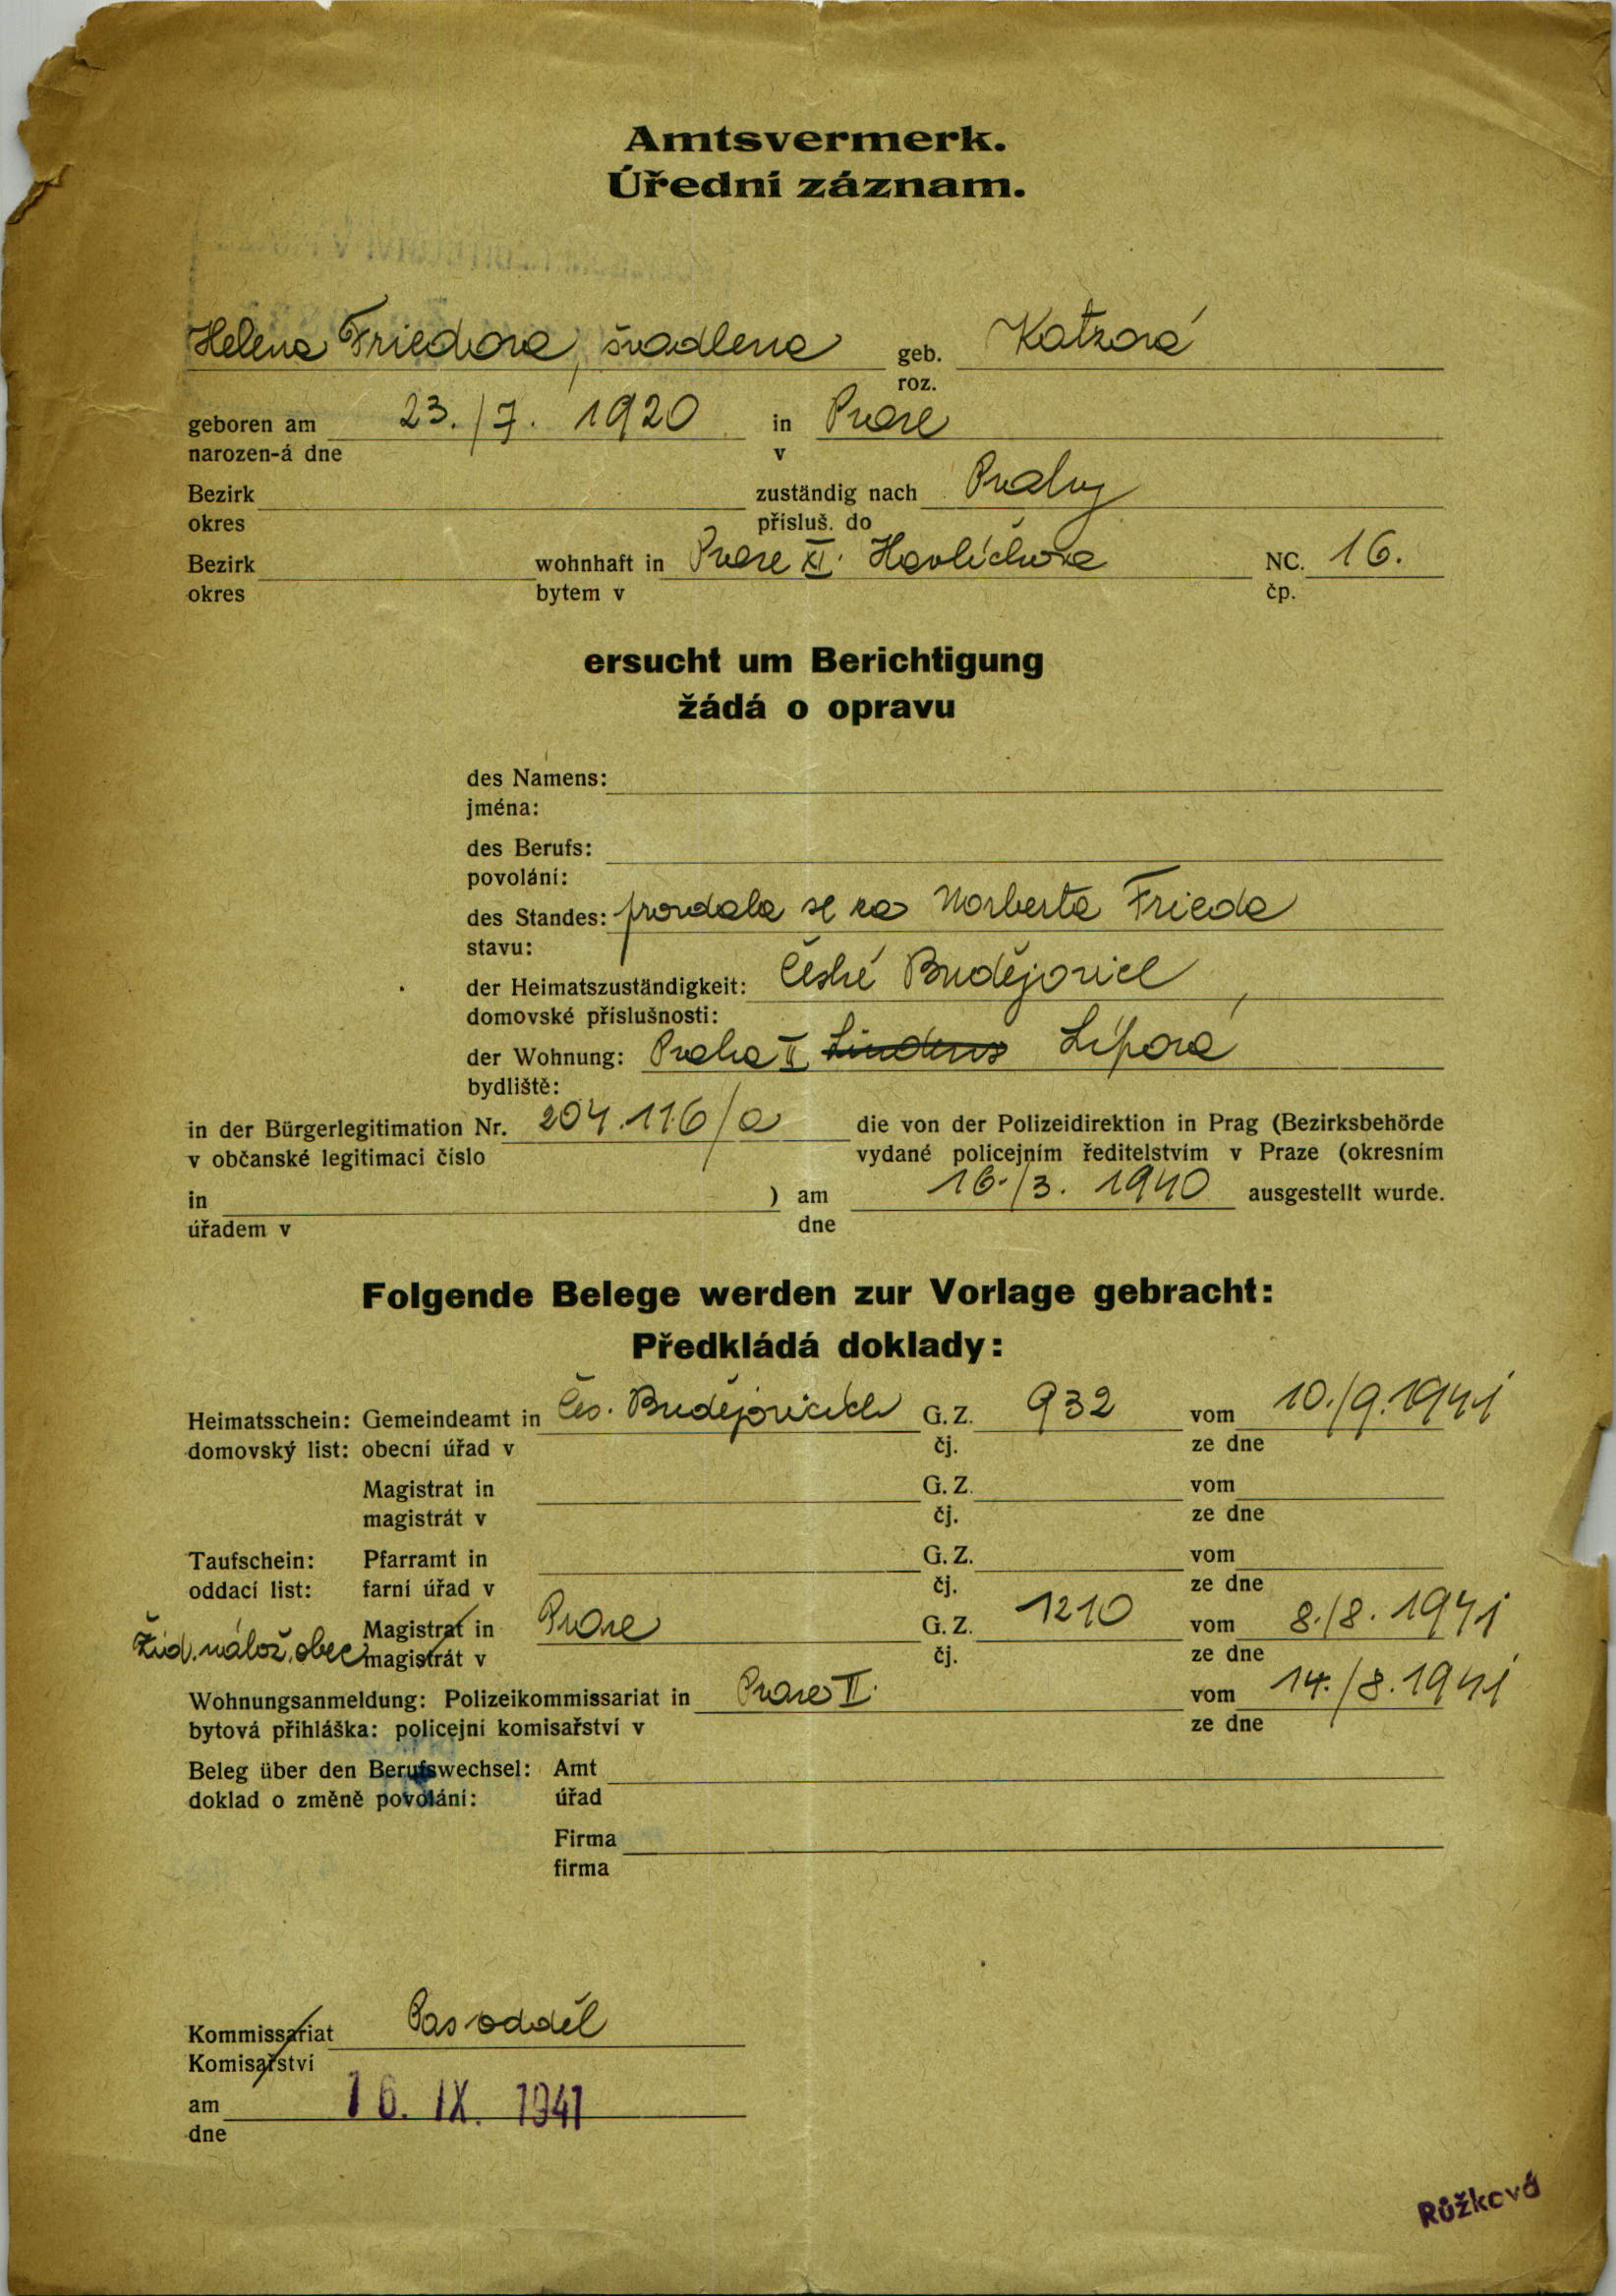 Amtsvermerk.
Úřední záznam.
Helena Friedova, švadlena geb. Katzová
roz.
geboren am 23./7. 1920 in Praze
narozen-á dne v
Bezirk zuständig nach Prahy
okres přísluš. do
Bezirk wohnhaft in Praze XI. Havlíčkova NC. 16.
okres bytem v čp.
ersucht um Berichtigung
žádá o opravu
des Namens:
jména:
des Berufs:
povolání:
des Standes: provdala se za Norberta Frieda
stavu:
der Heimatszuständigkeit: České Budějovice,
domovské příslušnosti:
der Wohnung: Praha II Lípová
bydliště:
in der Bürgerlegitimation Nr. 204.116/a die von der Polizeidirektion in Prag (Bezirksbehörde
v občanské legitimaci číslo vydané policejním ředitelstvím v Praze (okresním
in ) am 16./3. 1940 ausgestellt wurde.
úřadem v dne
Folgende Belege werden zur Vorlage gebracht:
Předkládá doklady:
Heimatsschein: Gemeindeamt in Čes. Budějovicích G. Z. 932 vom 10./9.1941
domovský list: obecní úřad v čj. ze dne
Magistrat in G. Z. vom
magistrát v čj. ze dne
Taufschein: Pfarramt in G. Z. vom
oddací list: farní úřad v čj. ze dne
Magistrat in Praze G. Z. 1210 vom 8./8. 1941
Žid. nábož. obec magistrát v čj. ze dne
Wohnungsanmeldung: Polizeikommissariat in Praze II. vom 14./8. 1941
bytová přihláška: policejní komisařství v ze dne
Beleg über den Berufswechsel: Amt
doklad o změně povolání: úřad
Firma
firma
Kommissariat Pas odděl
Komisařství
am 16. IX. 1941
dne
Růžková